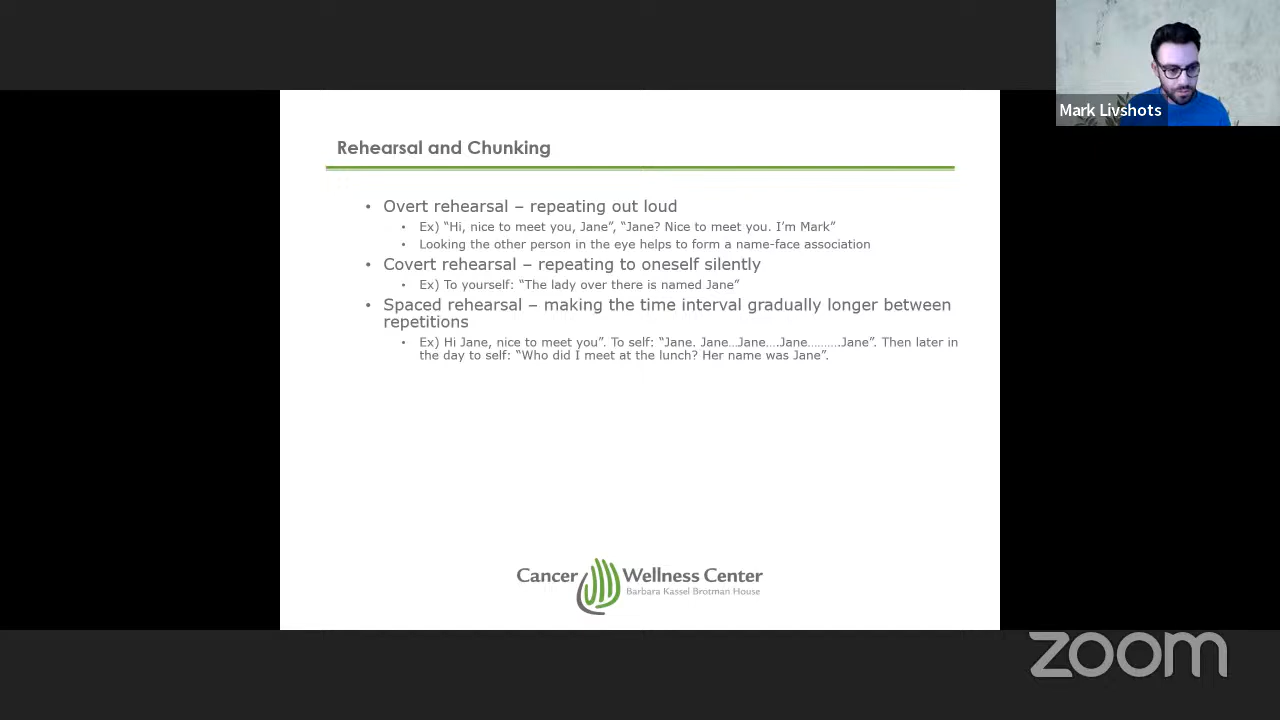 Mark Livshots
Rehearsal and Chunking
• Overt rehearsal – repeating out loud
• Ex) “Hi, nice to meet you, Jane”, “Jane? Nice to meet you. I’m Mark”
• Looking the other person in the eye helps to form a name-face association
• Covert rehearsal – repeating to oneself silently
• Ex) To yourself: “The lady over there is named Jane”
• Spaced rehearsal – making the time interval gradually longer between
repetitions
• Ex) Hi Jane, nice to meet you”. To self: “Jane. Jane…Jane….Jane……….Jane”. Then later in
the day to self: “Who did I meet at the lunch? Her name was Jane”.
Cancer Wellness Center
Barbara Kassel Brotman House
zoom